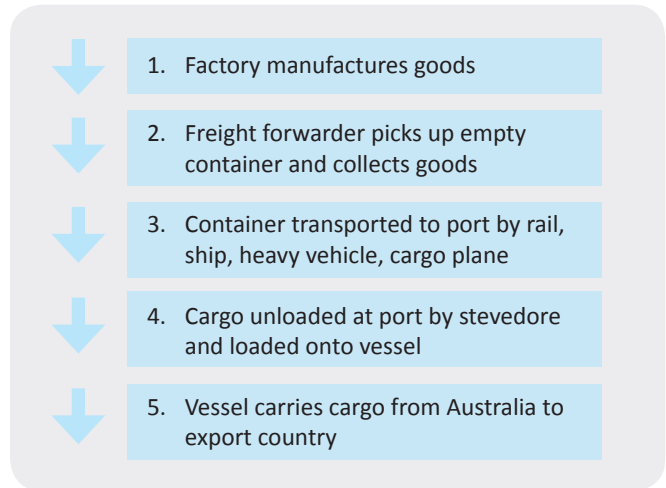 1. Factory manufactures goods
2. Freight forwarder picks up empty
container and collects goods
3. Container transported to port by rail,
ship, heavy vehicle, cargo plane
4. Cargo unloaded at port by stevedore
and loaded onto vessel
5. Vessel carries cargo from Australia to
export country